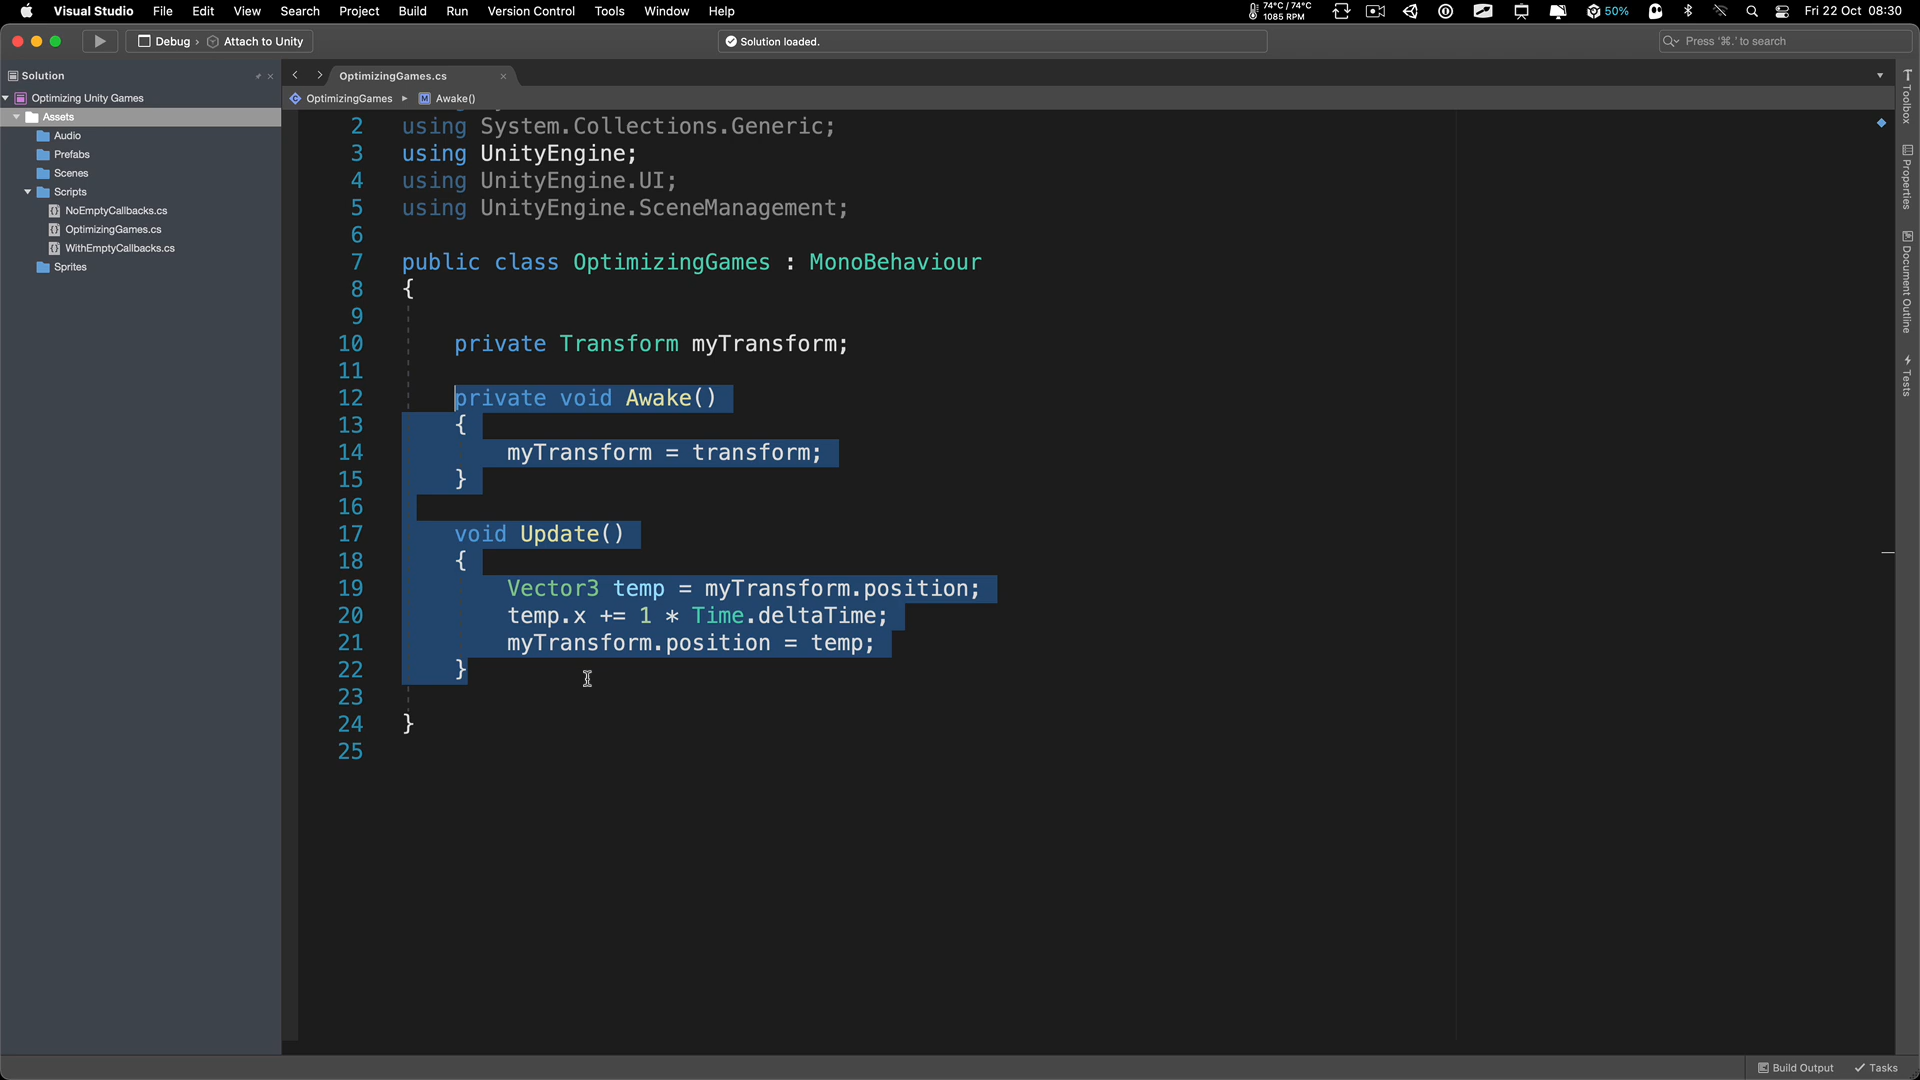 Visual Studio File Edit View Search Project Build Run Version Control Tools Window Help 74°C / 74°C 1085 RPM 50% Fri 22 Oct 08:30
Debug › Attach to Unity Solution loaded. Press '⌘.' to search
Solution
OptimizingGames.cs
Optimizing Unity Games
OptimizingGames ▸ M Awake()
Assets
Audio
Prefabs
Scenes
Scripts
NoEmptyCallbacks.cs
OptimizingGames.cs
WithEmptyCallbacks.cs
Sprites
2 using System.Collections.Generic;
3 using UnityEngine;
4 using UnityEngine.UI;
5 using UnityEngine.SceneManagement;
6
7 public class OptimizingGames : MonoBehaviour
8 {
9
10 private Transform myTransform;
11
12 private void Awake()
13 {
14 myTransform = transform;
15 }
16
17 void Update()
18 {
19 Vector3 temp = myTransform.position;
20 temp.x += 1 * Time.deltaTime;
21 myTransform.position = temp;
22 }
23
24 }
25
Toolbox
Properties
Document Outline
Tests
Build Output Tasks